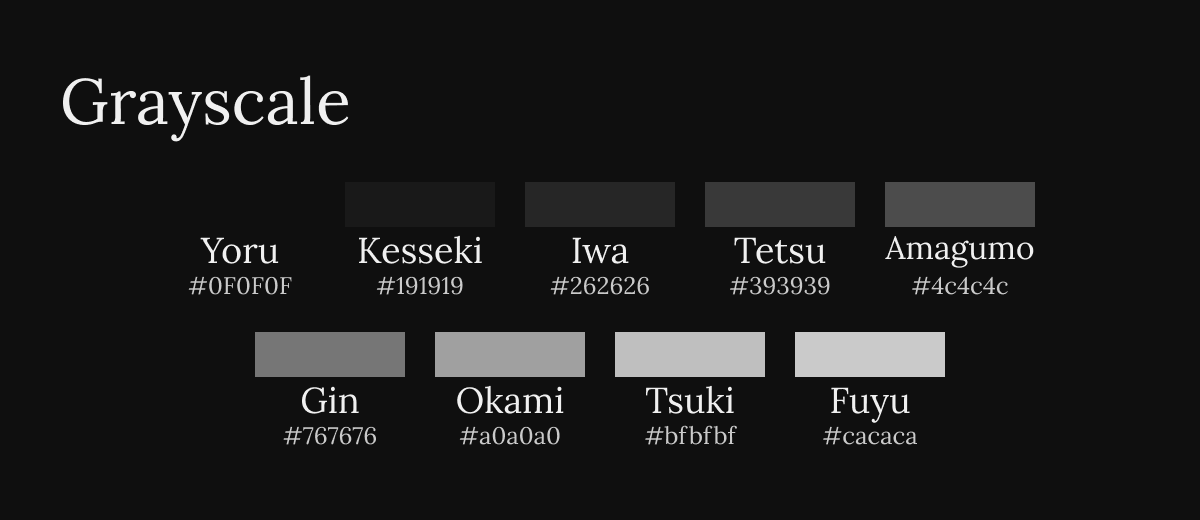 Grayscale
Yoru Kesseki Iwa Tetsu Amagumo
#0F0F0F #191919 #262626 #393939 #4c4c4c
Gin Okami Tsuki Fuyu
#767676 #a0a0a0 #bfbfbf #cacaca